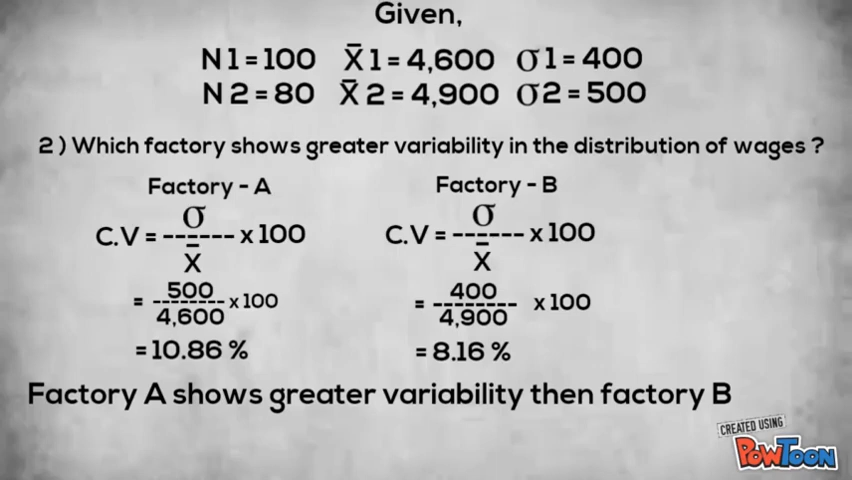 Given,
N1=100 X̄1=4,600 σ1=400
N2=80 X̄2=4,900 σ2=500
2) Which factory shows greater variability in the distribution of wages ?
Factory - A Factory - B
C.V = σ / X̄ x 100 C.V = σ / X̄ x 100
= 500 / 4,600 x 100 = 400 / 4,900 x 100
=10.86 % =8.16 %
Factory A shows greater variability then factory B
CREATED USING
POWTOON